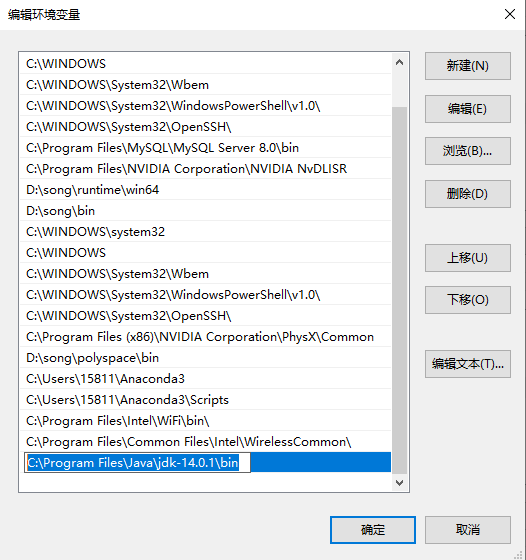 编辑环境变量
C:\WINDOWS
C:\WINDOWS\System32\Wbem
C:\WINDOWS\System32\WindowsPowerShell\v1.0\
C:\WINDOWS\System32\OpenSSH\
C:\Program Files\MySQL\MySQL Server 8.0\bin
C:\Program Files\NVIDIA Corporation\NVIDIA NvDLISR
D:\song\runtime\win64
D:\song\bin
C:\WINDOWS\system32
C:\WINDOWS
C:\WINDOWS\System32\Wbem
C:\WINDOWS\System32\WindowsPowerShell\v1.0\
C:\WINDOWS\System32\OpenSSH\
C:\Program Files (x86)\NVIDIA Corporation\PhysX\Common
D:\song\polyspace\bin
C:\Users\15811\Anaconda3
C:\Users\15811\Anaconda3\Scripts
C:\Program Files\Intel\WiFi\bin\
C:\Program Files\Common Files\Intel\WirelessCommon\
C:\Program Files\Java\jdk-14.0.1\bin
新建(N)
编辑(E)
浏览(B)...
删除(D)
上移(U)
下移(O)
编辑文本(T)...
确定
取消